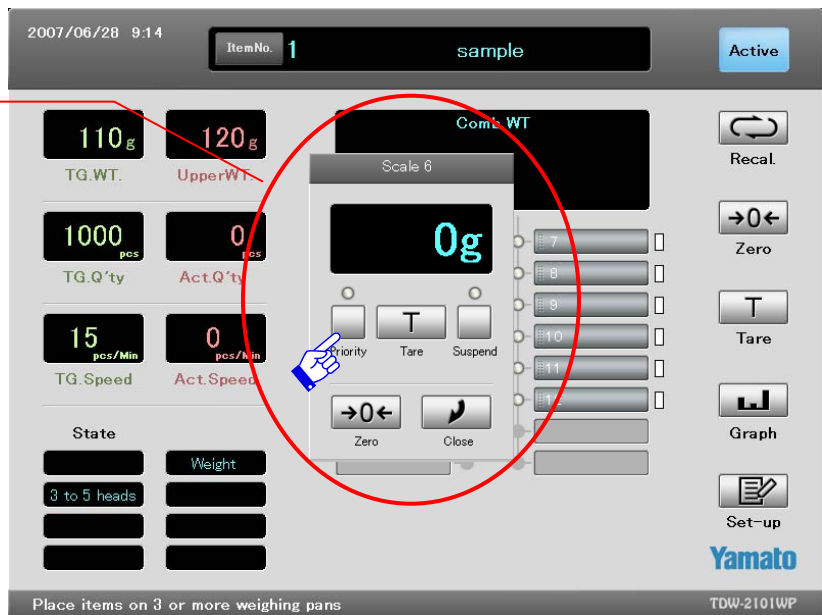 2007/06/28 9:14
ItemNo. 1 sample
Active
110g
TG.WT.
120g
UpperWT.
Comb.WT
Recal.
Scale 6
0g
1000 pcs
TG.Q'ty
0 pcs
Act.Q'ty
7
8
9
10
11
12
→0←
Zero
T
Priority
Tare
Suspend
T
Tare
15 pcs/Min
TG.Speed
0 pcs/Min
Act.Speed
→0←
Zero
Close
Graph
State
Weight
3 to 5 heads
Set-up
Yamato
Place items on 3 or more weighing pans
TDW-2101WP